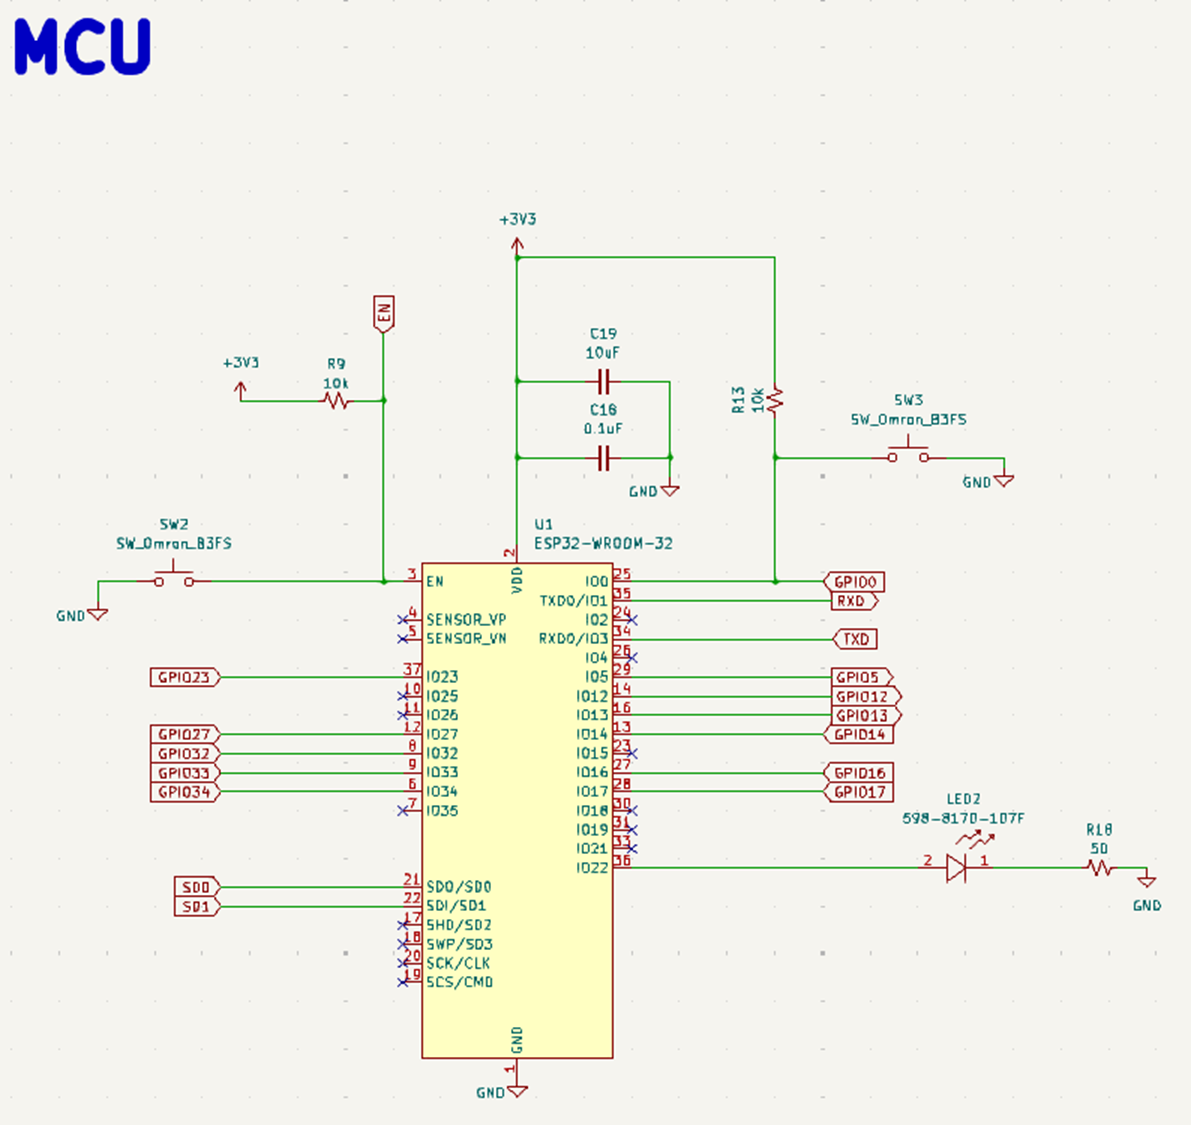 MCU
+3V3
EN
C19
10uF
+3V3
R9
10k
R13
10k
SW3
SW_Omron_B3FS
C18
0.1uF
GND
GND
SW2
SW_Omron_B3FS
U1
ESP32-WROOM-32
GND
2
VDD
3 EN
4 SENSOR_VP
5 SENSOR_VN
GPIO23 37 IO23
10 IO25
11 IO26
GPIO27 12 IO27
GPIO32 8 IO32
GPIO33 9 IO33
GPIO34 6 IO34
7 IO35
SD0 21 SDO/SD0
SD1 22 SDI/SD1
17 SHD/SD2
18 SWP/SD3
20 SCK/CLK
19 SCS/CMD
IO0 25 GPIO0
TXD0/IO1 35 RXD
IO2 24
RXD0/IO3 34 TXD
IO4 26
IO5 29 GPIO5
IO12 14 GPIO12
IO13 16 GPIO13
IO14 13 GPIO14
IO15 23
IO16 27 GPIO16
IO17 28 GPIO17
IO18 30
IO19 31
IO21 33
IO22 36
LED2
598-8170-107F
2 1
R18
50
GND
GND
1
GND